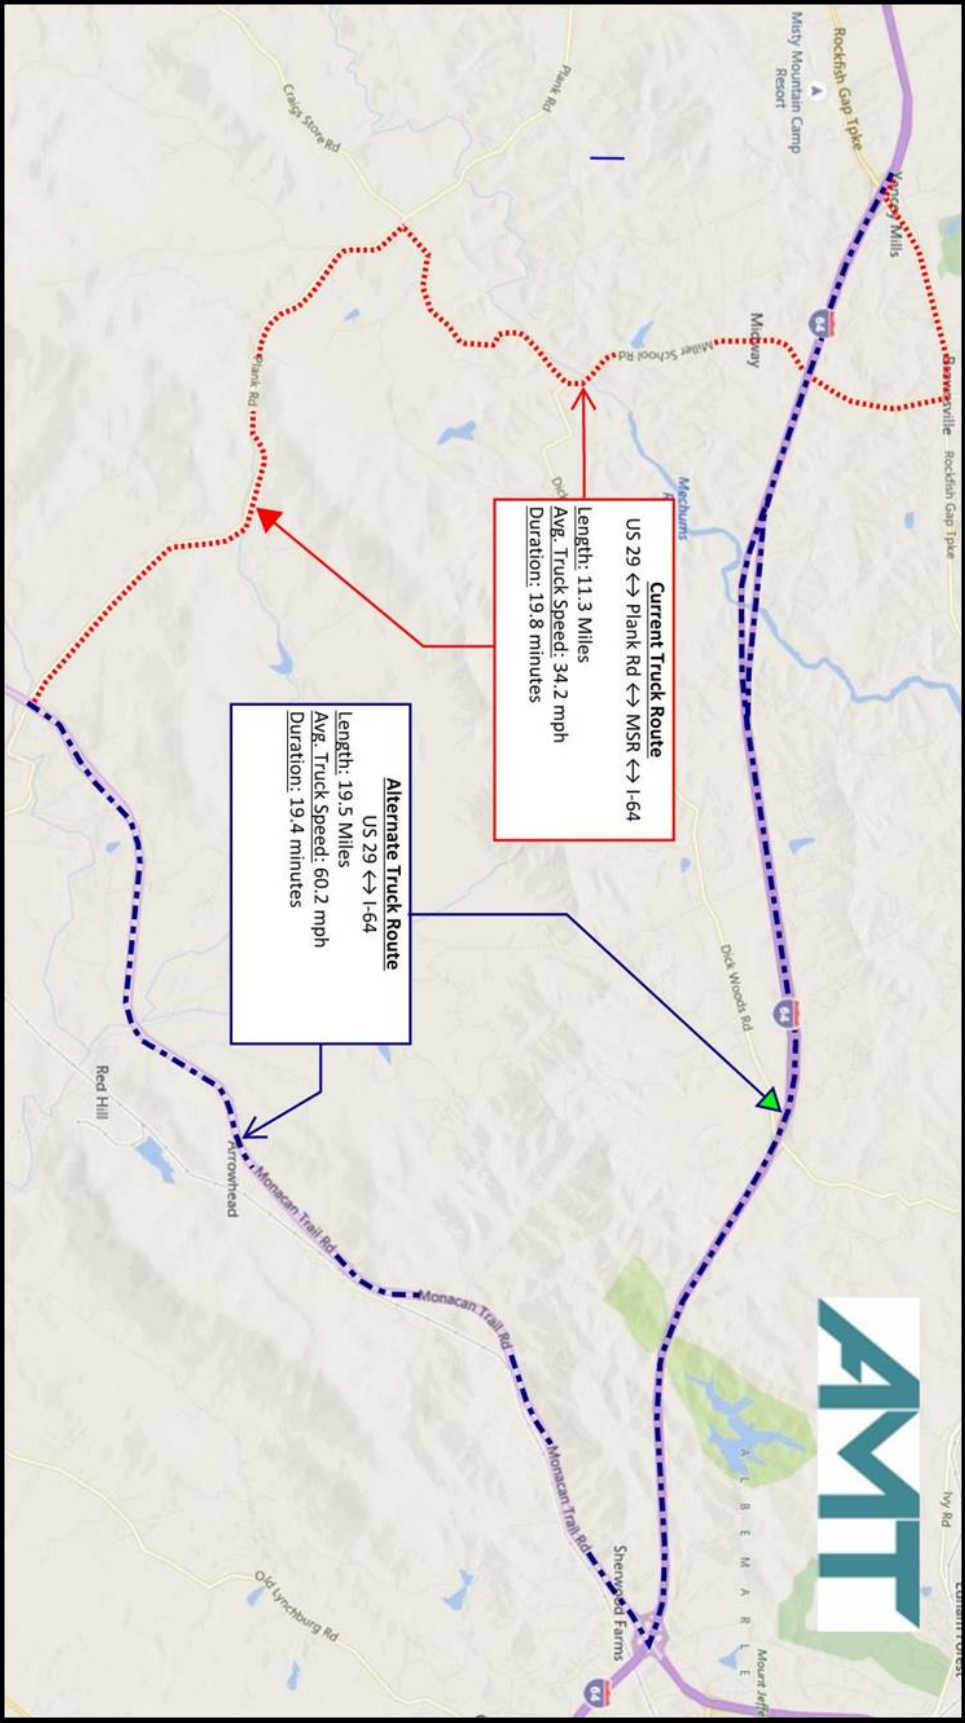 Misty Mountain Camp
Resort
Rockfish Gap Tpke
Yancey Mills
Plank Rd
Craigs Store Rd
64
Midway
Brownsville
Rockfish Gap Tpke
Miller School Rd
Plank Rd
Mechums
Current Truck Route
US 29 <-> Plank Rd <-> MSR <-> I-64
Length: 11.3 Miles
Avg. Truck Speed: 34.2 mph
Duration: 19.8 minutes
Alternate Truck Route
US 29 <-> I-64
Length: 19.5 Miles
Avg. Truck Speed: 60.2 mph
Duration: 19.4 minutes
Dick Woods Rd
64
Red Hill
Arrowhead
Monacan Trail Rd
Monacan Trail Rd
Monacan Trail Rd
AMT
Ivy Rd
ALBEMARLE
Sherwood Farms
Old Lynchburg Rd
Mount Jeffe
64